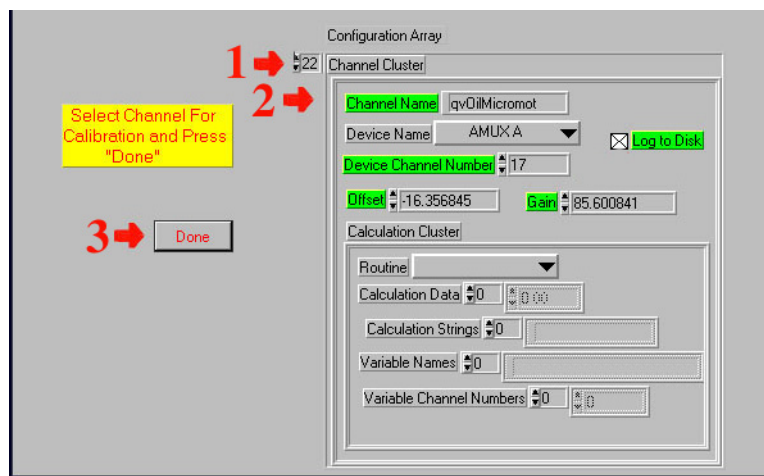 Configuration Array
1 22 Channel Cluster
2
Channel Name qvOilMicromot
Select Channel For
Calibration and Press
"Done"
Device Name AMUX A
Log to Disk
Device Channel Number 17
Offset -16.356845 Gain 85.600841
3 Done
Calculation Cluster
Routine
Calculation Data 0 0.00
Calculation Strings 0
Variable Names 0
Variable Channel Numbers 0 0